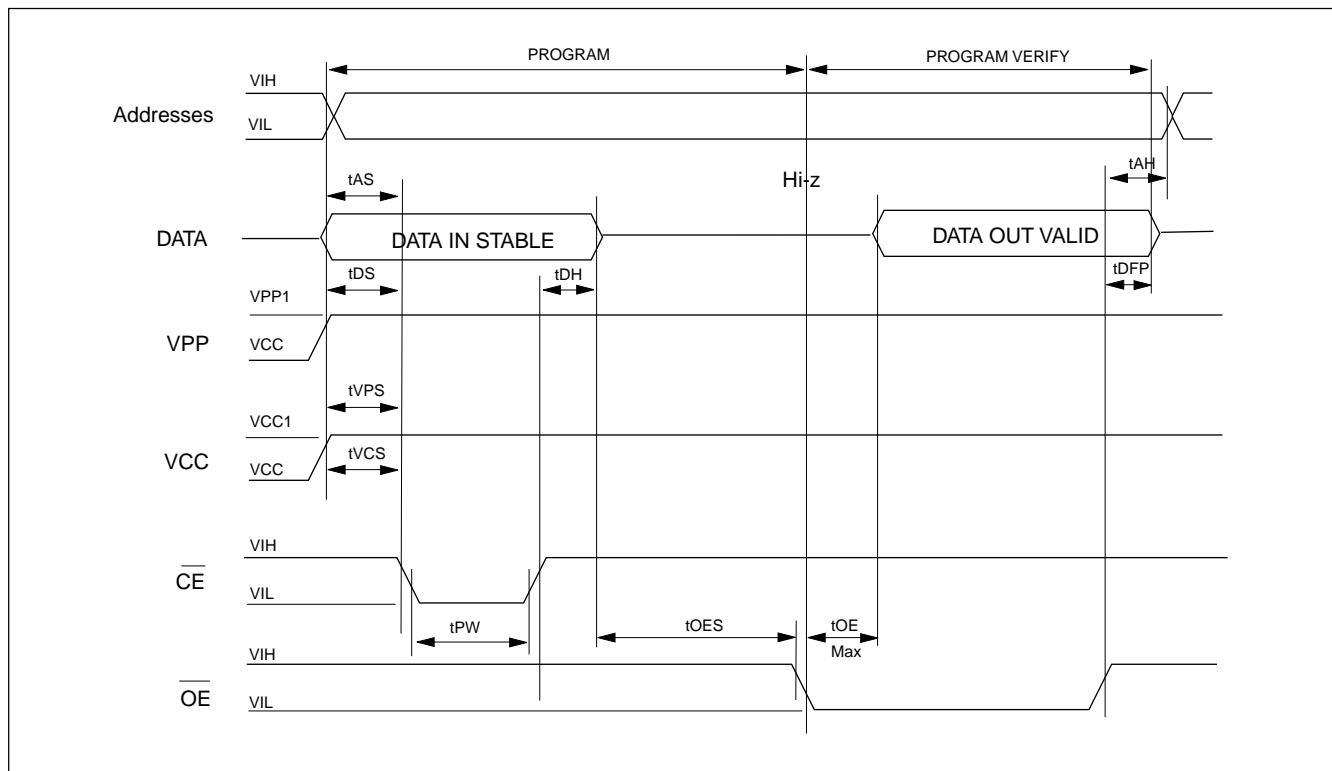 PROGRAM PROGRAM VERIFY
VIH
Addresses
VIL
tAS Hi-z tAH
DATA DATA IN STABLE DATA OUT VALID
tDS tDH tDFP
VPP1
VPP VCC
tVPS
VCC1
VCC VCC tVCS
VIH
CE
VIL
tPW tOES tOE
Max
VIH
OE
VIL